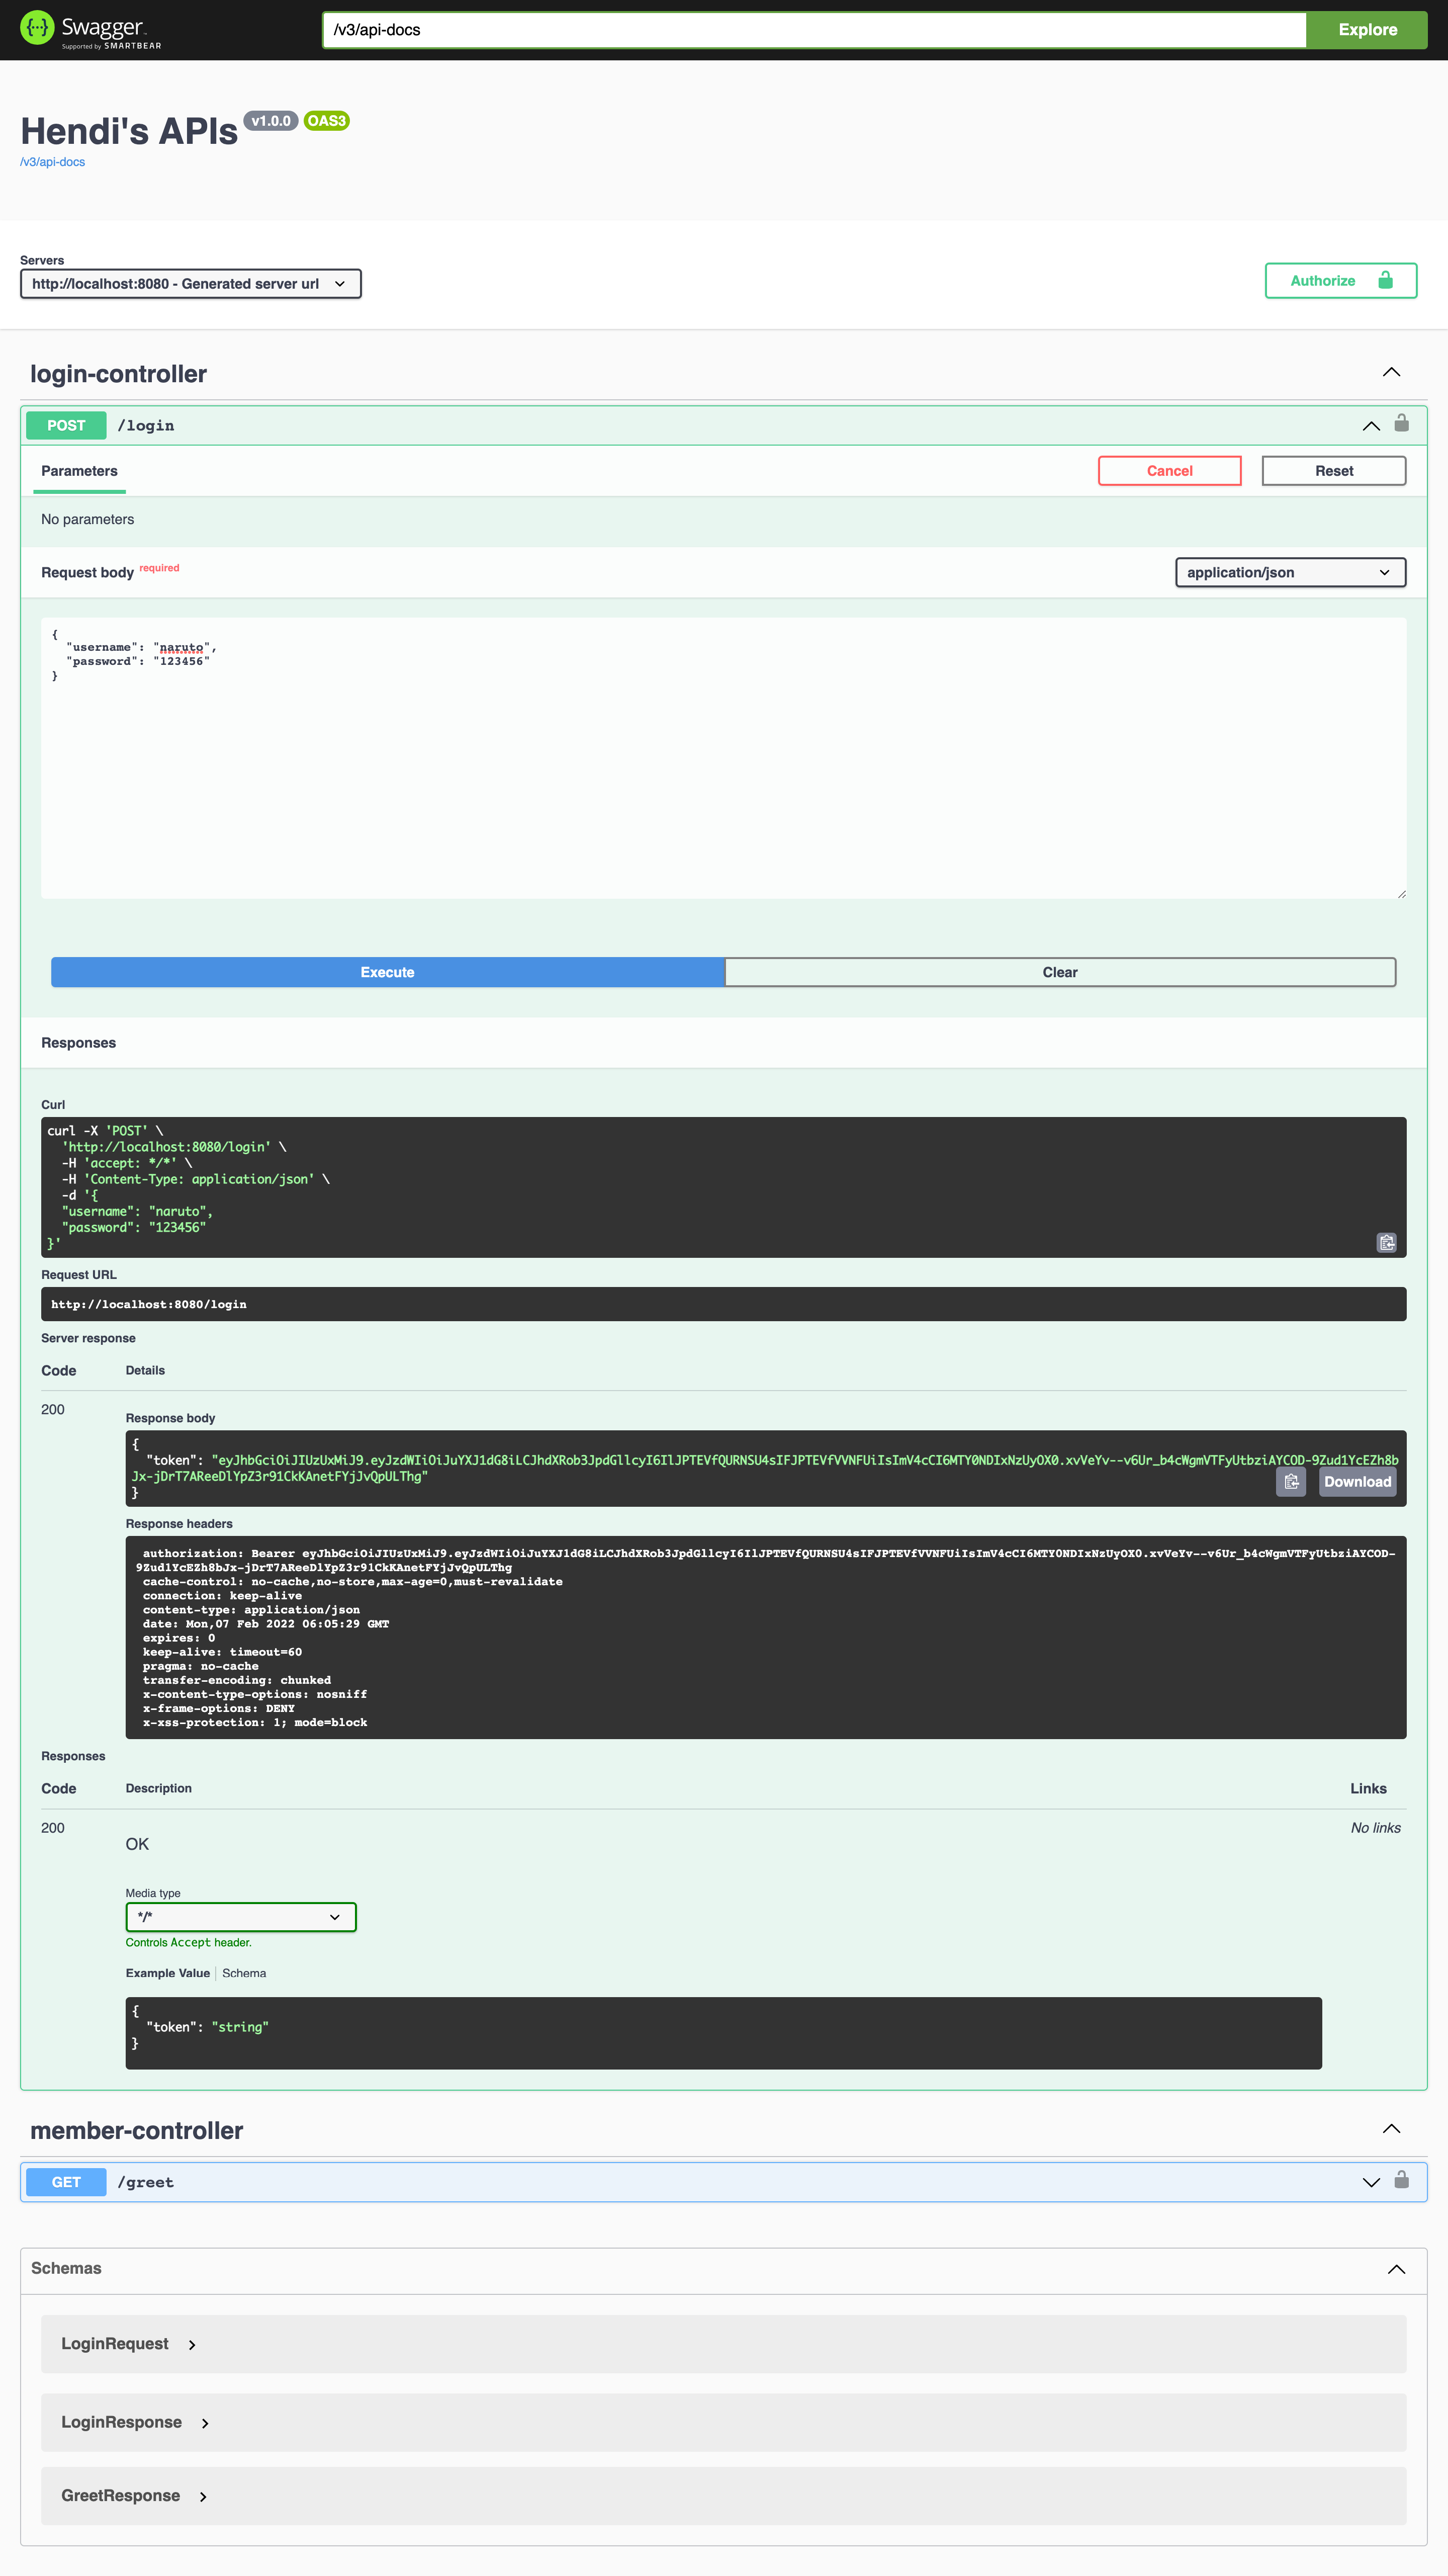 Swagger
Supported by SMARTBEAR
/v3/api-docs
Explore
Hendi's APIs v1.0.0 OAS3
/v3/api-docs
Servers
http://localhost:8080 - Generated server url
Authorize
login-controller
POST /login
Parameters
Cancel
Reset
No parameters
Request body required
application/json
{
"username": "naruto",
"password": "123456"
}
Execute
Clear
Responses
Curl
curl -X 'POST' \
'http://localhost:8080/login' \
-H 'accept: */*' \
-H 'Content-Type: application/json' \
-d '{
"username": "naruto",
"password": "123456"
}'
Request URL
http://localhost:8080/login
Server response
Code Details
200
Response body
{
"token": "eyJhbGciOiJIUzUxMiJ9.eyJzdWIiOiJuYXJ1dG8iLCJhdXRob3JpdGllcyI6IlJPTEVfQURNSU4sIFJPTEVfVVNFUiIsImV4cCI6MTY0NDIxNzUyOX0.xvVeYv--v6Ur_b4cWgmVTFyUtbziAYCOD-9Zud1YcEZh8b
Jx-jDrT7AReeDlYpZ3r91CkKAnetFYjJvQpULThg"
}
Download
Response headers
authorization: Bearer eyJhbGciOiJIUzUxMiJ9.eyJzdWIiOiJuYXJ1dG8iLCJhdXRob3JpdGllcyI6IlJPTEVfQURNSU4sIFJPTEVfVVNFUiIsImV4cCI6MTY0NDIxNzUyOX0.xvVeYv--v6Ur_b4cWgmVTFyUtbziAYCOD-
9Zud1YcEZh8bJx-jDrT7AReeDlYpZ3r91CkKAnetFYjJvQpULThg
cache-control: no-cache,no-store,max-age=0,must-revalidate
connection: keep-alive
content-type: application/json
date: Mon,07 Feb 2022 06:05:29 GMT
expires: 0
keep-alive: timeout=60
pragma: no-cache
transfer-encoding: chunked
x-content-type-options: nosniff
x-frame-options: DENY
x-xss-protection: 1; mode=block
Responses
Code Description Links
200
OK
No links
Media type
*/*
Controls Accept header.
Example Value Schema
{
"token": "string"
}
member-controller
GET /greet
Schemas
LoginRequest
LoginResponse
GreetResponse